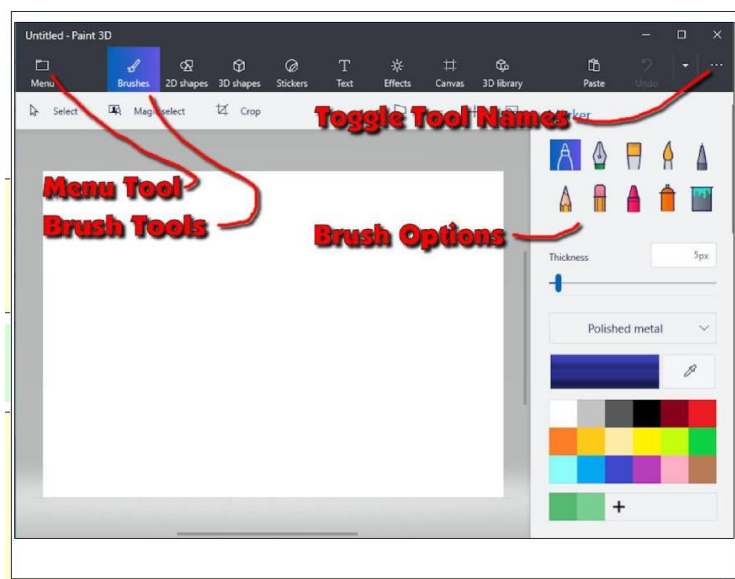 Untitled - Paint 3D
Menu Brushes 2D shapes 3D shapes Stickers Text Effects Canvas 3D library Paste Undo
Select Magic select Crop
Toggle Tool Names
Menu Tool
Brush Tools
Brush Options
Thickness 5px
Polished metal